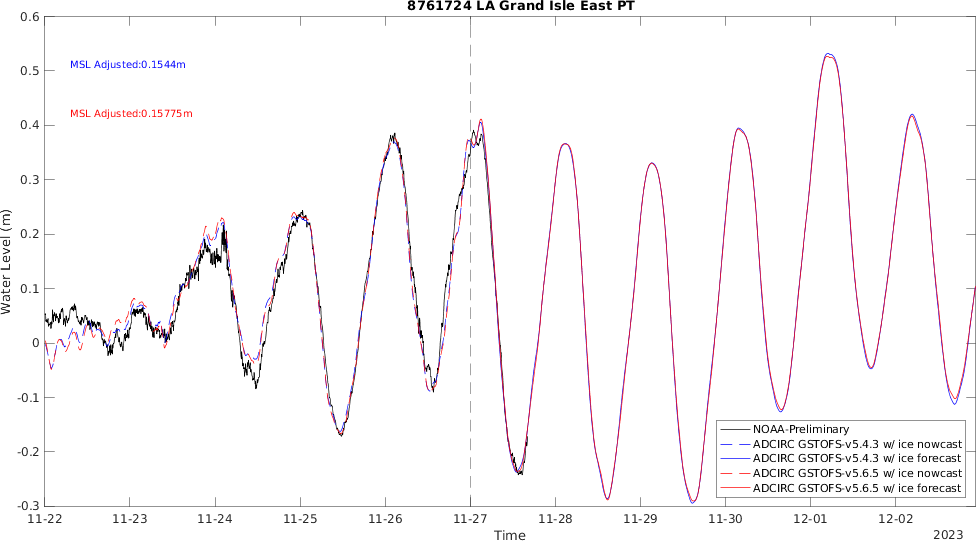 8761724 LA Grand Isle East PT
0.6
0.5
0.4
0.3
0.2
0.1
0
-0.1
-0.2
-0.3
Water Level (m)
MSL Adjusted:0.1544m
MSL Adjusted:0.15775m
NOAA-Preliminary
ADCIRC GSTOFS-v5.4.3 w/ ice nowcast
ADCIRC GSTOFS-v5.4.3 w/ ice forecast
ADCIRC GSTOFS-v5.6.5 w/ ice nowcast
ADCIRC GSTOFS-v5.6.5 w/ ice forecast
11-22 11-23 11-24 11-25 11-26 11-27 11-28 11-29 11-30 12-01 12-02
Time
2023